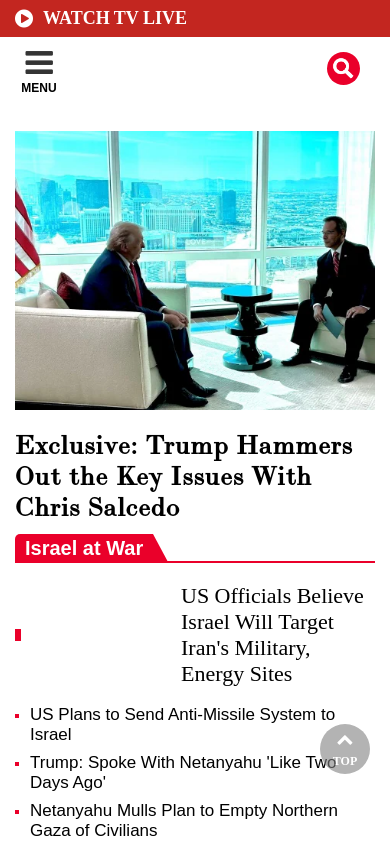 WATCH TV LIVE
MENU
Exclusive: Trump Hammers
Out the Key Issues With
Chris Salcedo
Israel at War
US Officials Believe
Israel Will Target
Iran's Military,
Energy Sites
US Plans to Send Anti-Missile System to
Israel
Trump: Spoke With Netanyahu 'Like Two
Days Ago'
TOP
Netanyahu Mulls Plan to Empty Northern
Gaza of Civilians